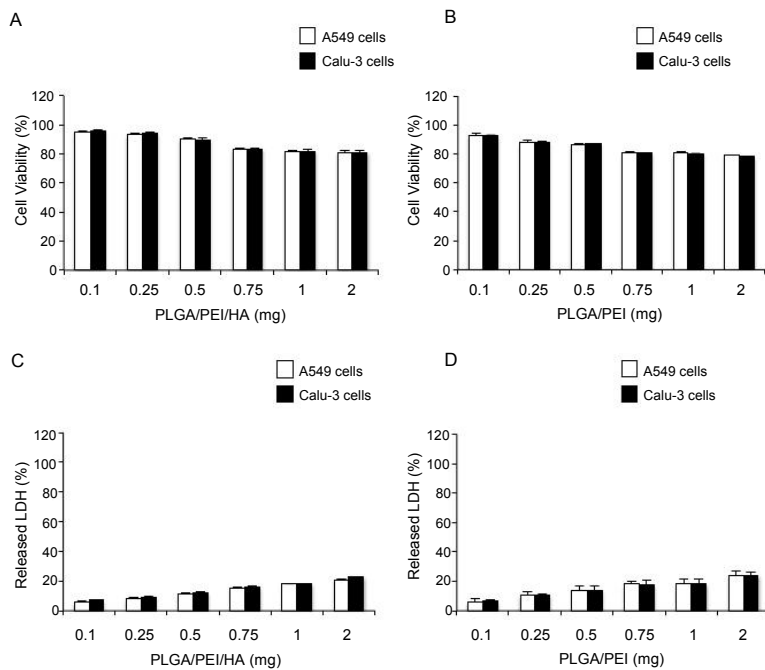 A
A549 cells
Calu-3 cells
120
100
80
60
40
20
0
Cell Viability (%)
0.1 0.25 0.5 0.75 1 2
PLGA/PEI/HA (mg)
B
A549 cells
Calu-3 cells
120
100
80
60
40
20
0
Cell Viability (%)
0.1 0.25 0.5 0.75 1 2
PLGA/PEI (mg)
C
A549 cells
Calu-3 cells
120
100
80
60
40
20
0
Released LDH (%)
0.1 0.25 0.5 0.75 1 2
PLGA/PEI/HA (mg)
D
A549 cells
Calu-3 cells
120
100
80
60
40
20
0
Released LDH (%)
0.1 0.25 0.5 0.75 1 2
PLGA/PEI (mg)